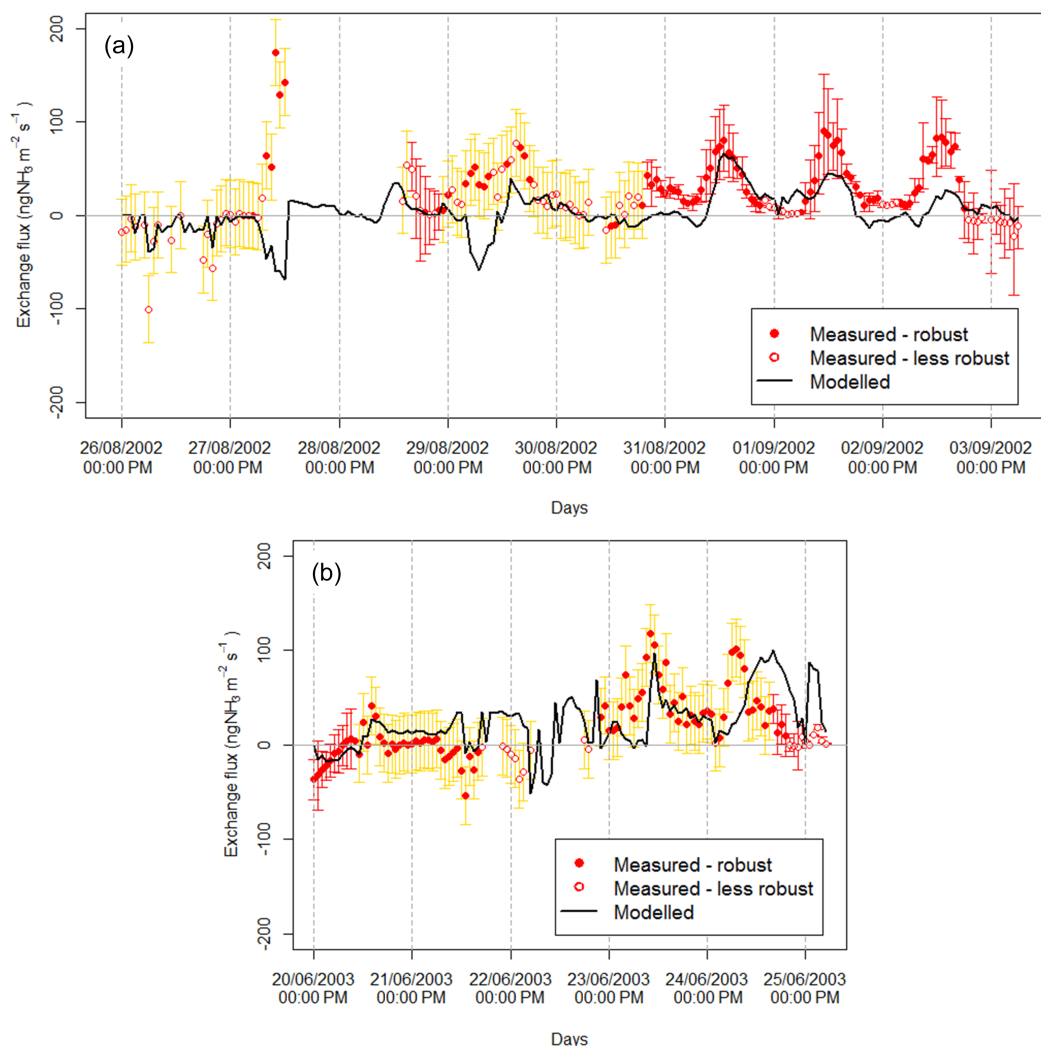 (a)
Exchange flux (ngNH₃ m⁻² s⁻¹ )
200
100
0
-100
-200
Measured - robust
Measured - less robust
Modelled
26/08/2002 27/08/2002 28/08/2002 29/08/2002 30/08/2002 31/08/2002 01/09/2002 02/09/2002 03/09/2002
00:00 PM 00:00 PM 00:00 PM 00:00 PM 00:00 PM 00:00 PM 00:00 PM 00:00 PM 00:00 PM
Days
(b)
Exchange flux (ngNH₃ m⁻² s⁻¹ )
200
100
0
-100
-200
Measured - robust
Measured - less robust
Modelled
20/06/2003 21/06/2003 22/06/2003 23/06/2003 24/06/2003 25/06/2003
00:00 PM 00:00 PM 00:00 PM 00:00 PM 00:00 PM 00:00 PM
Days